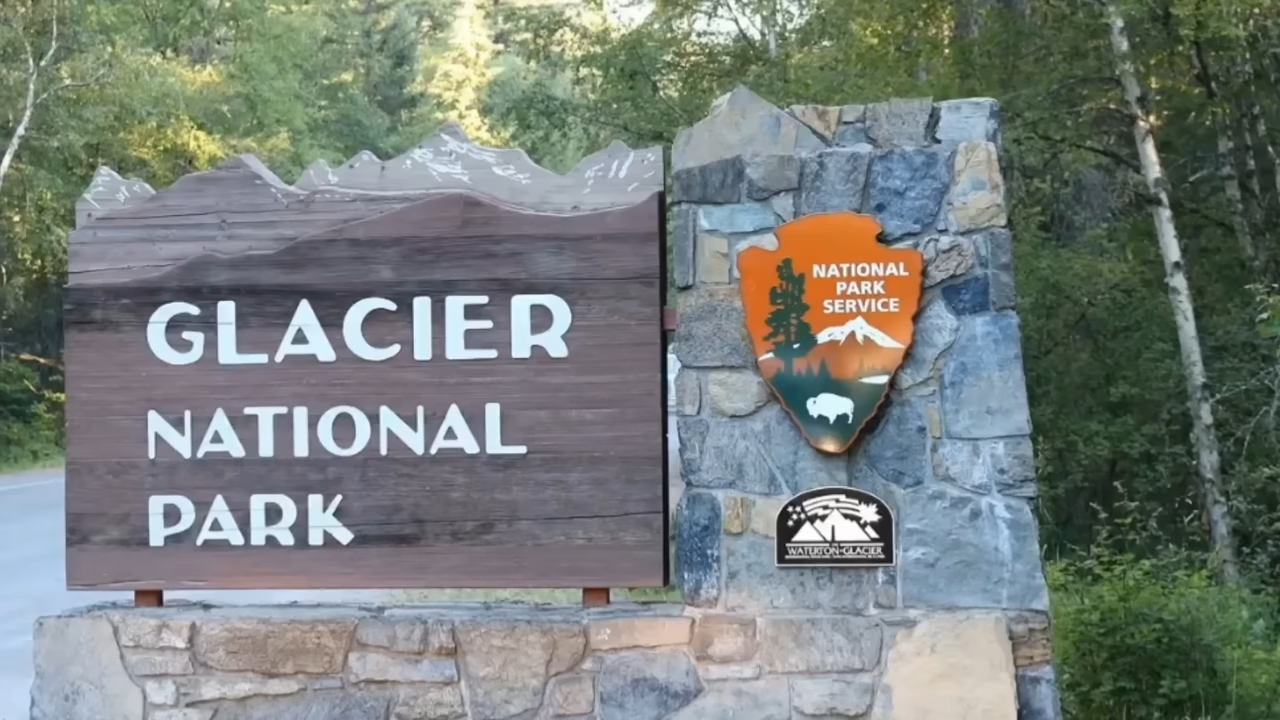 GLACIER
NATIONAL
PARK
NATIONAL
PARK
SERVICE
WATERTON-GLACIER